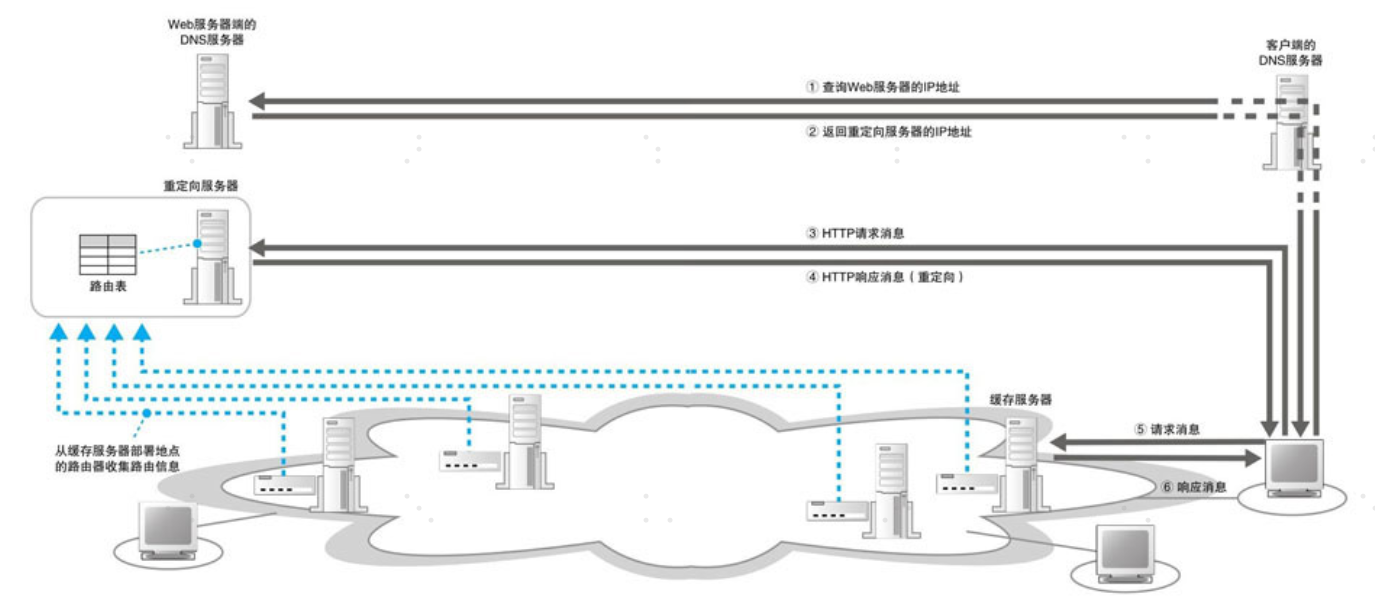 Web服务器端的
DNS服务器
客户端的
DNS服务器
① 查询Web服务器的IP地址
② 返回重定向服务器的IP地址
重定向服务器
路由表
③ HTTP请求消息
④ HTTP响应消息（重定向）
缓存服务器
⑤ 请求消息
⑥ 响应消息
从缓存服务器部署地点
的路由器收集路由信息